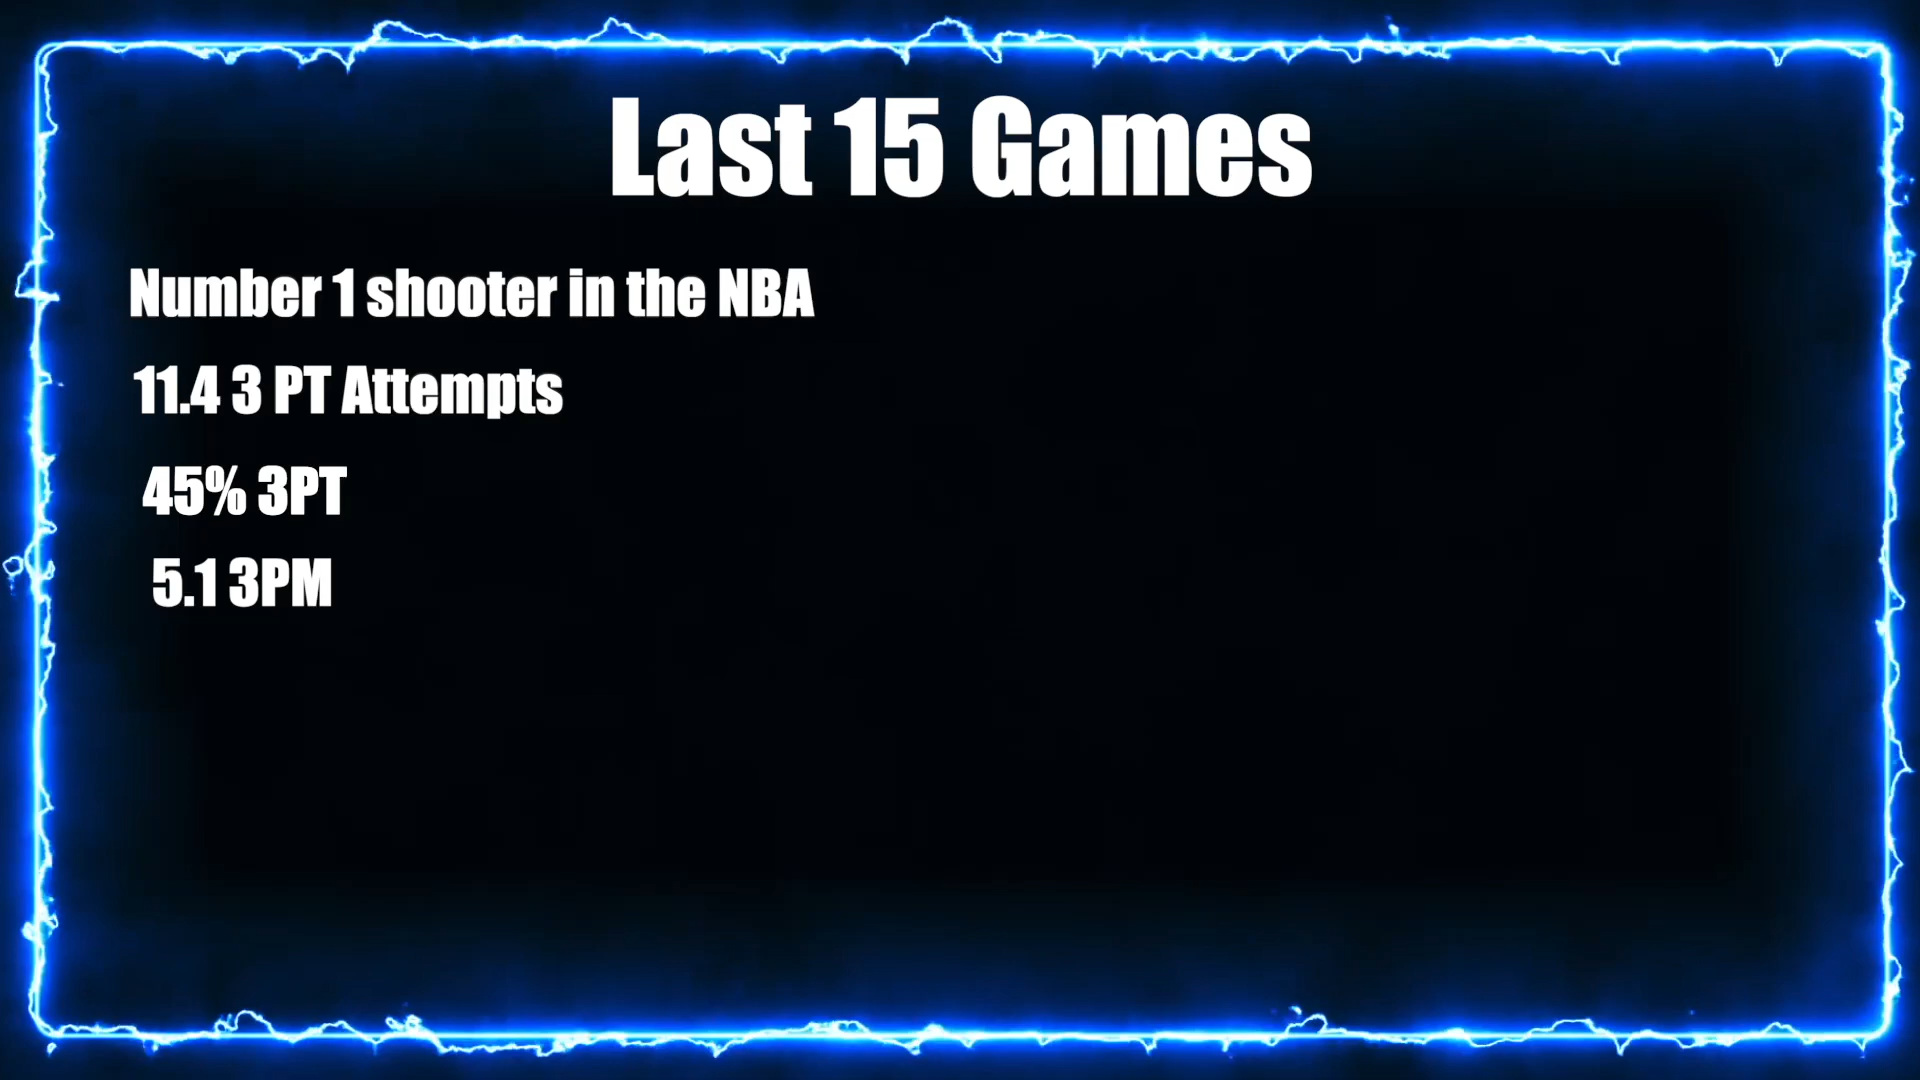 Last 15 Games
Number 1 shooter in the NBA
11.4 3 PT Attempts
45% 3PT
5.1 3PM